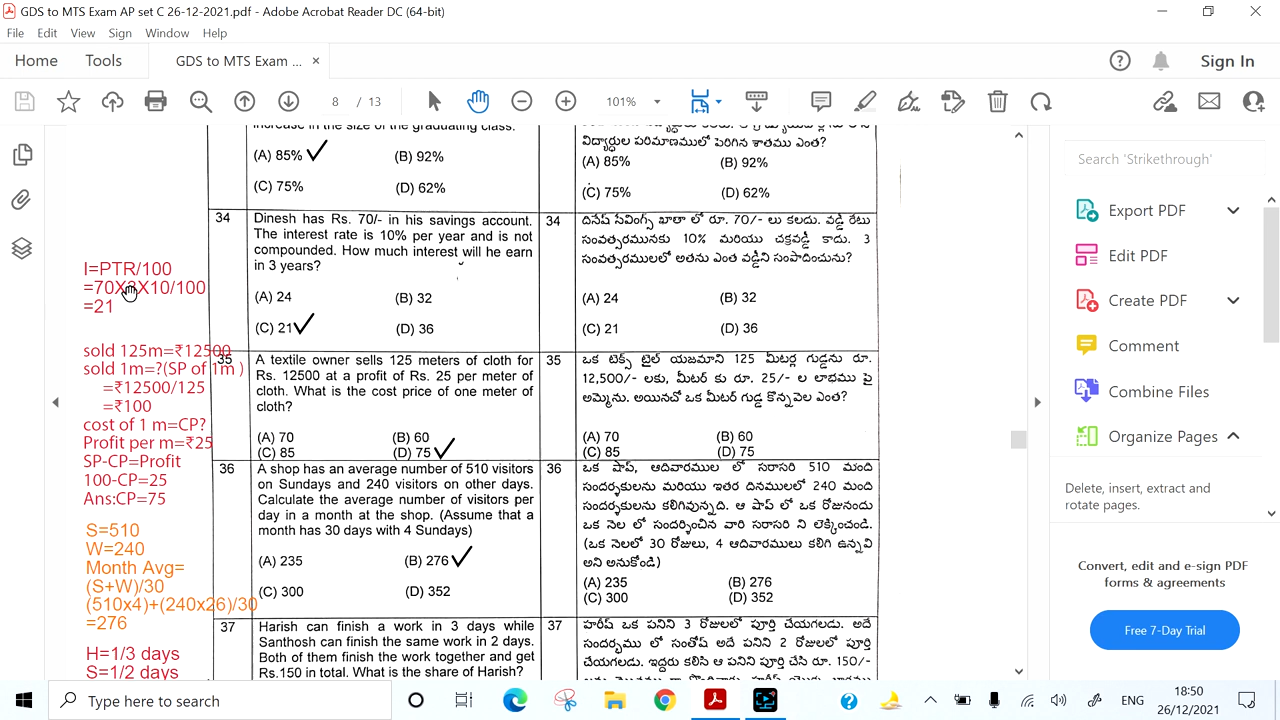 GDS to MTS Exam AP set C 26-12-2021.pdf - Adobe Acrobat Reader DC (64-bit)
File Edit View Sign Window Help
Home Tools GDS to MTS Exam ... × Sign In
8 / 13 101%
Search 'Strikethrough'
Export PDF
Edit PDF
Create PDF
Comment
Combine Files
Organize Pages
Delete, insert, extract and
rotate pages.
Convert, edit and e-sign PDF
forms & agreements
Free 7-Day Trial
I=PTR/100
=70X3X10/100
=21
sold 125m=₹12500
sold 1m=?(SP of 1m )
=₹12500/125
=₹100
cost of 1 m=CP?
Profit per m=₹25
SP-CP=Profit
100-CP=25
Ans:CP=75
S=510
W=240
Month Avg=
(S+W)/30
(510x4)+(240x26)/30
=276
H=1/3 days
S=1/2 days
increase in the size of the graduating class.
(A) 85% ✓ (B) 92%
(C) 75% (D) 62%
34 Dinesh has Rs. 70/- in his savings account.
The interest rate is 10% per year and is not
compounded. How much interest will he earn
in 3 years?
(A) 24 (B) 32
(C) 21 ✓ (D) 36
35 A textile owner sells 125 meters of cloth for
Rs. 12500 at a profit of Rs. 25 per meter of
cloth. What is the cost price of one meter of
cloth?
(A) 70 (B) 60
(C) 85 (D) 75 ✓
36 A shop has an average number of 510 visitors
on Sundays and 240 visitors on other days.
Calculate the average number of visitors per
day in a month at the shop. (Assume that a
month has 30 days with 4 Sundays)
(A) 235 (B) 276 ✓
(C) 300 (D) 352
37 Harish can finish a work in 3 days while
Santhosh can finish the same work in 2 days.
Both of them finish the work together and get
Rs.150 in total. What is the share of Harish?
విద్యార్థుల పరిమాణములో పెరిగిన శాతము ఎంత?
(A) 85% (B) 92%
(C) 75% (D) 62%
34 దినేష్ సేవింగ్స్ ఖాతా లో రూ. 70/- లు కలదు. వడ్డీ రేటు
సంవత్సరమునకు 10% మరియు చక్రవడ్డీ కాదు. 3
సంవత్సరములలో అతను ఎంత వడ్డీని సంపాదించును?
(A) 24 (B) 32
(C) 21 (D) 36
35 ఒక టెక్స్ టైల్ యజమాని 125 మీటర్ల గుడ్డను రూ.
12,500/- లకు, మీటర్ కు రూ. 25/- ల లాభము పై
అమ్మెను. అయినచో ఒక మీటర్ గుడ్డ కొన్నవెల ఎంత?
(A) 70 (B) 60
(C) 85 (D) 75
36 ఒక షాప్, ఆదివారముల లో సరాసరి 510 మంది
సందర్శకులను మరియు ఇతర దినములలో 240 మంది
సందర్శకులను కలిగివున్నది. ఆ షాప్ లో ఒక రోజునందు
ఒక నెల లో సందర్శించిన వారి సరాసరి ని లెక్కించండి.
(ఒక నెలలో 30 రోజులు, 4 ఆదివారములు కలిగి ఉన్నవి
అని అనుకోండి)
(A) 235 (B) 276
(C) 300 (D) 352
37 హరీష్ ఒక పనిని 3 రోజులలో పూర్తి చేయగలడు. అదే
సందర్భము లో సంతోష్ అదే పనిని 2 రోజులలో పూర్తి
చేయగలడు. ఇద్దరు కలిసి ఆ పనిని పూర్తి చేసి రూ. 150/-
Type here to search
ENG
18:50
26/12/2021